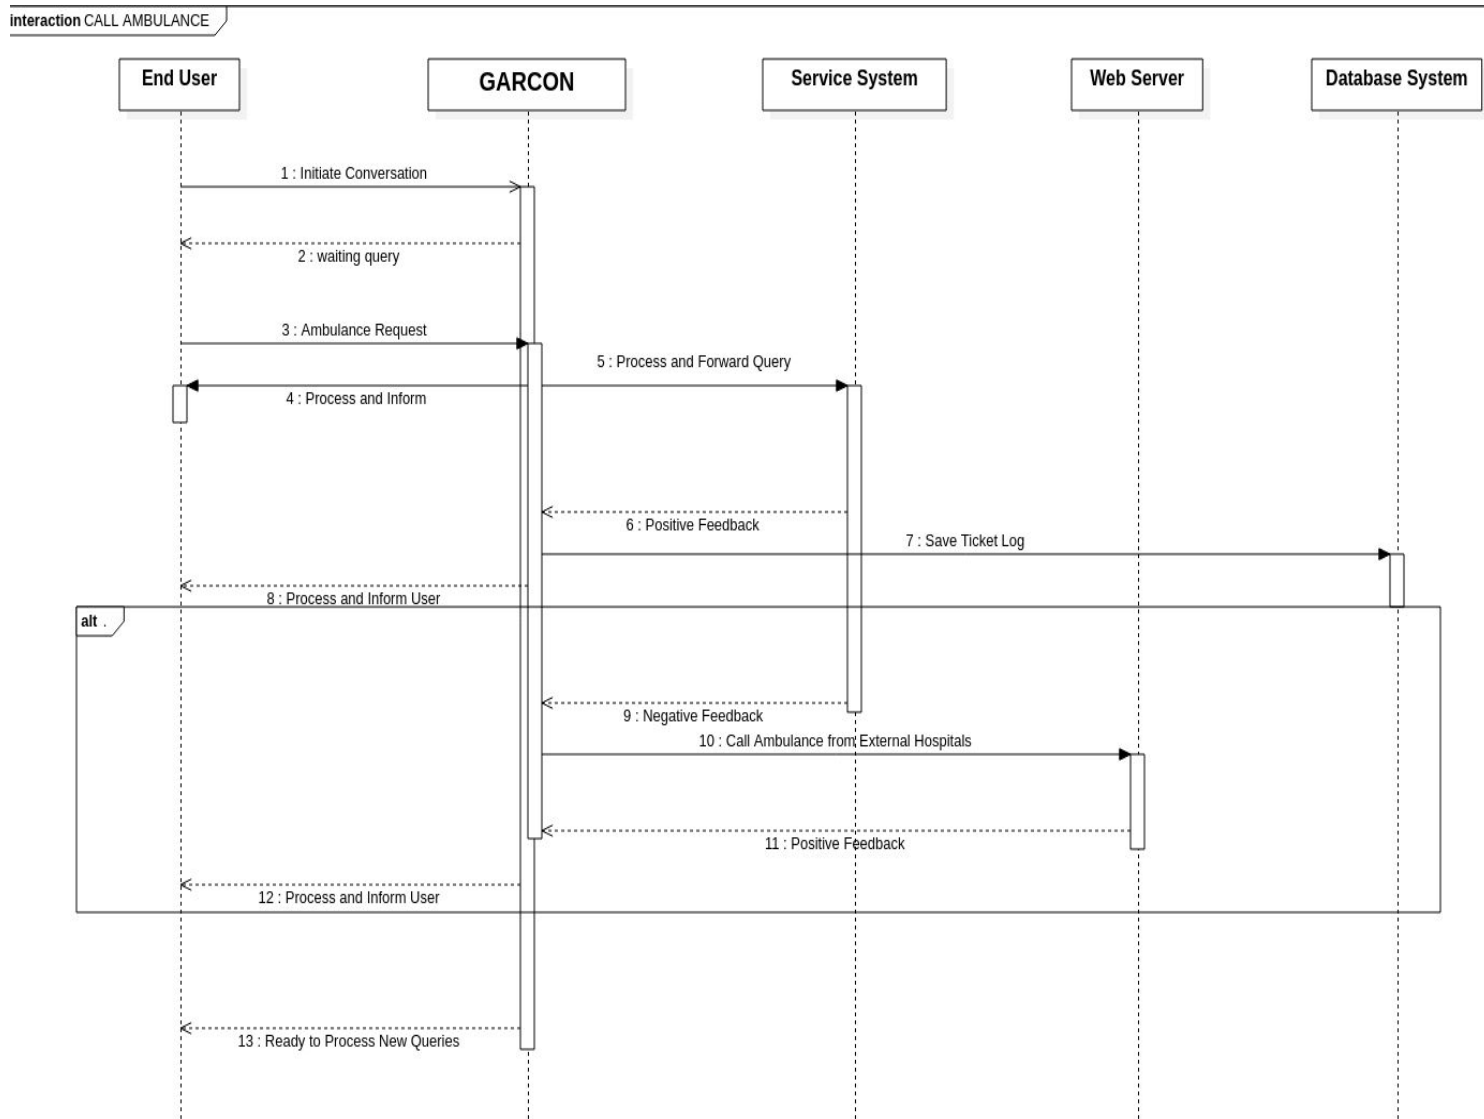 interaction CALL AMBULANCE
End User
GARCON
Service System
Web Server
Database System
1 : Initiate Conversation
2 : waiting query
3 : Ambulance Request
5 : Process and Forward Query
4 : Process and Inform
6 : Positive Feedback
7 : Save Ticket Log
8 : Process and Inform User
alt .
9 : Negative Feedback
10 : Call Ambulance from External Hospitals
11 : Positive Feedback
12 : Process and Inform User
13 : Ready to Process New Queries